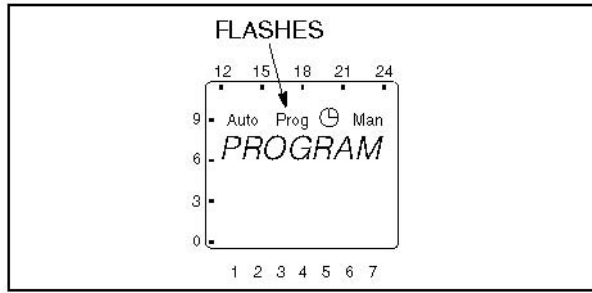 FLASHES
12 15 18 21 24
9 Auto Prog Man
PROGRAM
6
3
0
1 2 3 4 5 6 7